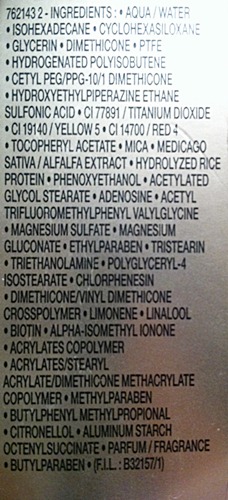 762143 2 - INGREDIENTS : • AQUA / WATER
• ISOHEXADECANE • CYCLOHEXASILOXANE
• GLYCERIN • DIMETHICONE • PTFE
• HYDROGENATED POLYISOBUTENE
• CETYL PEG/PPG-10/1 DIMETHICONE
• HYDROXYETHYLPIPERAZINE ETHANE
SULFONIC ACID • CI 77891 / TITANIUM DIOXIDE
• CI 19140 / YELLOW 5 • CI 14700 / RED 4
• TOCOPHERYL ACETATE • MICA • MEDICAGO
SATIVA / ALFALFA EXTRACT • HYDROLYZED RICE
PROTEIN • PHENOXYETHANOL • ACETYLATED
GLYCOL STEARATE • ADENOSINE • ACETYL
TRIFLUOROMETHYLPHENYL VALYLGLYCINE
• MAGNESIUM SULFATE • MAGNESIUM
GLUCONATE • ETHYLPARABEN • TRISTEARIN
• TRIETHANOLAMINE • POLYGLYCERYL-4
ISOSTEARATE • CHLORPHENESIN
• DIMETHICONE/VINYL DIMETHICONE
CROSSPOLYMER • LIMONENE • LINALOOL
• BIOTIN • ALPHA-ISOMETHYL IONONE
• ACRYLATES COPOLYMER
• ACRYLATES/STEARYL
ACRYLATE/DIMETHICONE METHACRYLATE
COPOLYMER • METHYLPARABEN
• BUTYLPHENYL METHYLPROPIONAL
• CITRONELLOL • ALUMINUM STARCH
OCTENYLSUCCINATE • PARFUM / FRAGRANCE
• BUTYLPARABEN • (F.I.L. : B32157/1)